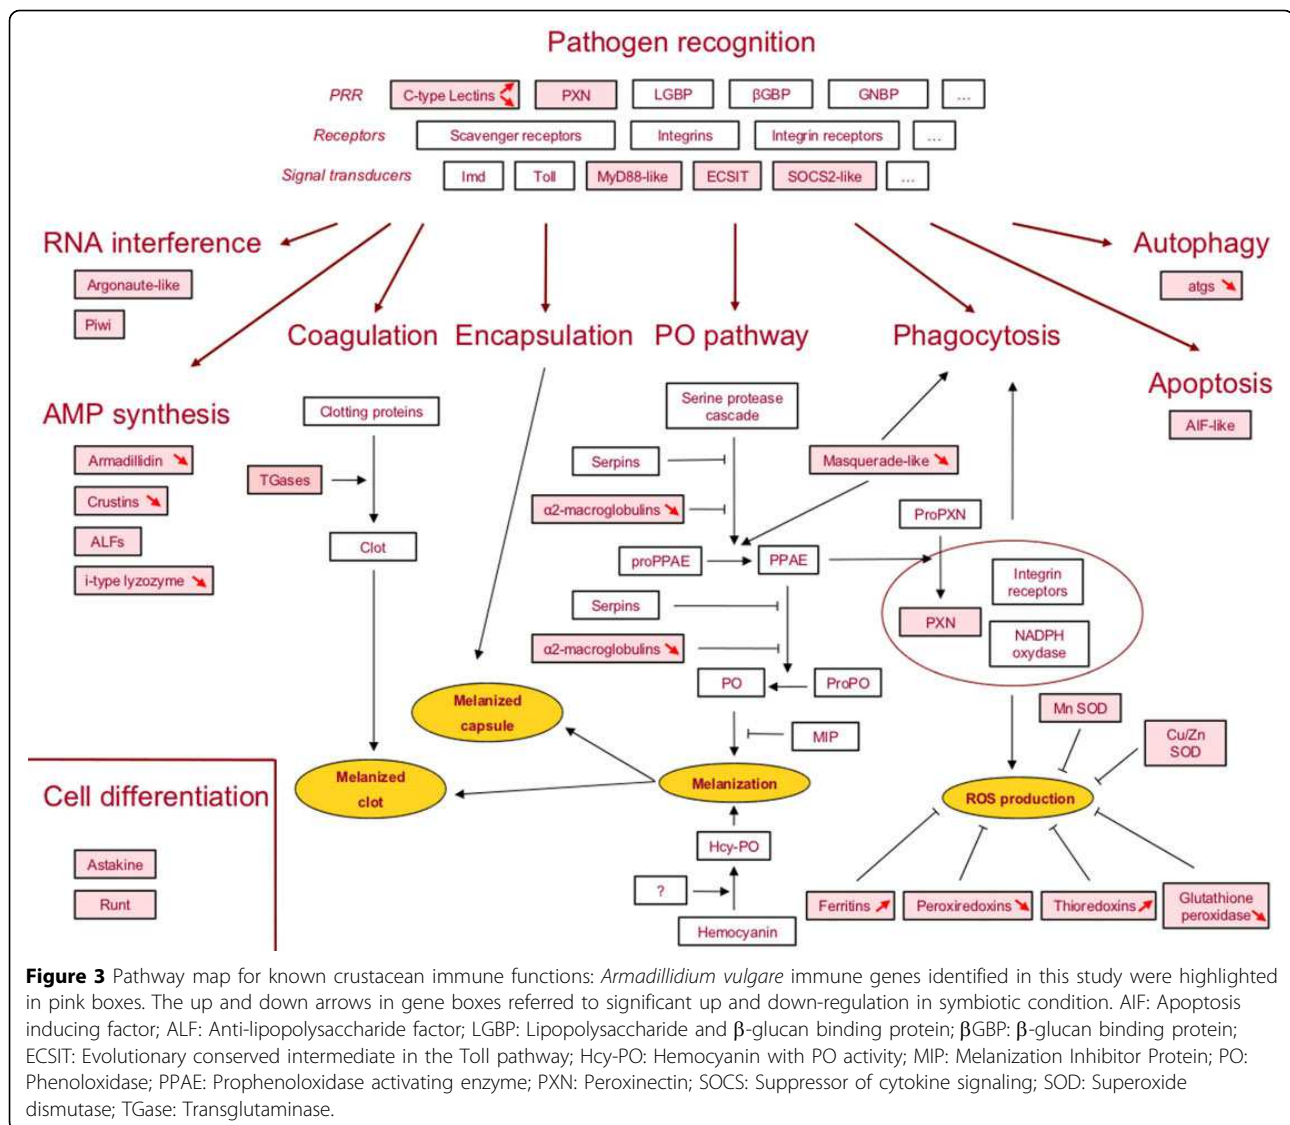 Pathogen recognition
PRR C-type Lectins PXN LGBP βGBP GNBP ...
Receptors Scavenger receptors Integrins Integrin receptors ...
Signal transducers Imd Toll MyD88-like ECSIT SOCS2-like ...
RNA interference
Argonaute-like
Piwi
Autophagy
atgs
Coagulation Encapsulation PO pathway Phagocytosis
Apoptosis
AIF-like
AMP synthesis
Armadillidin
Crustins
ALFs
i-type lyzozyme
Clotting proteins
TGases
Clot
Serine protease
cascade
Serpins
α2-macroglobulins
proPPAE PPAE
Serpins
α2-macroglobulins
PO ProPO
MIP
Masquerade-like
ProPXN
Integrin
receptors
PXN
NADPH
oxydase
Mn SOD
Cu/Zn
SOD
Melanized
capsule
Melanized
clot
Melanization
ROS production
Hcy-PO
?
Hemocyanin
Ferritins Peroxiredoxins Thioredoxins Glutathione
peroxidase
Cell differentiation
Astakine
Runt
Figure 3 Pathway map for known crustacean immune functions: Armadillidium vulgare immune genes identified in this study were highlighted
in pink boxes. The up and down arrows in gene boxes referred to significant up and down-regulation in symbiotic condition. AIF: Apoptosis
inducing factor; ALF: Anti-lipopolysaccharide factor; LGBP: Lipopolysaccharide and β-glucan binding protein; βGBP: β-glucan binding protein;
ECSIT: Evolutionary conserved intermediate in the Toll pathway; Hcy-PO: Hemocyanin with PO activity; MIP: Melanization Inhibitor Protein; PO:
Phenoloxidase; PPAE: Prophenoloxidase activating enzyme; PXN: Peroxinectin; SOCS: Suppressor of cytokine signaling; SOD: Superoxide
dismutase; TGase: Transglutaminase.